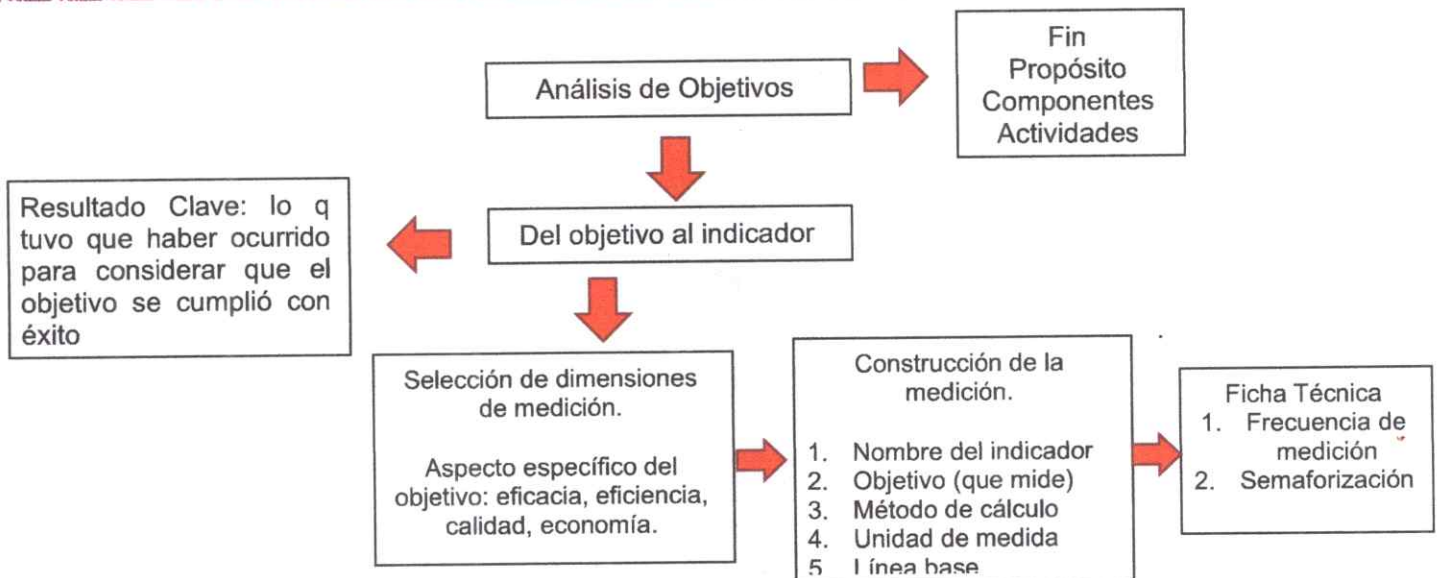 Análisis de Objetivos
Fin
Propósito
Componentes
Actividades
Resultado Clave: lo q
tuvo que haber ocurrido
para considerar que el
objetivo se cumplió con
éxito
Del objetivo al indicador
Selección de dimensiones
de medición.
Aspecto específico del
objetivo: eficacia, eficiencia,
calidad, economía.
Construcción de la
medición.
1. Nombre del indicador
2. Objetivo (que mide)
3. Método de cálculo
4. Unidad de medida
5 Línea base
Ficha Técnica
1. Frecuencia de
medición
2. Semaforización